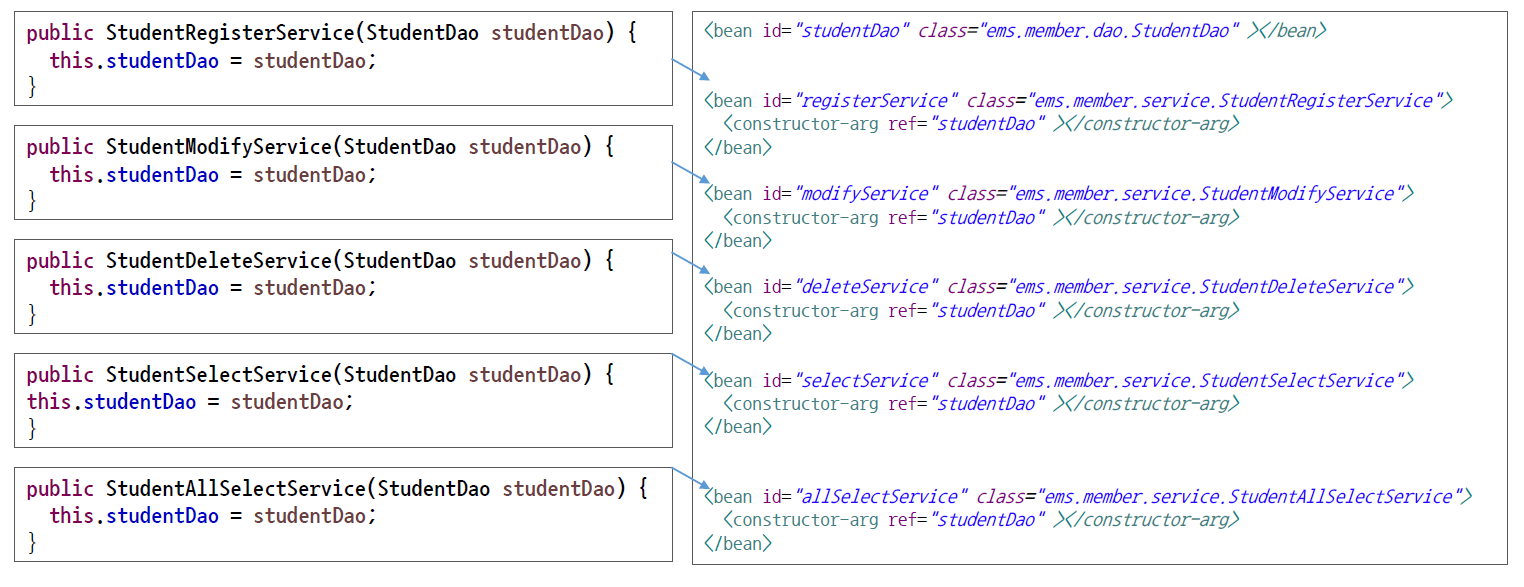 public StudentRegisterService(StudentDao studentDao) {
this.studentDao = studentDao;
}
public StudentModifyService(StudentDao studentDao) {
this.studentDao = studentDao;
}
public StudentDeleteService(StudentDao studentDao) {
this.studentDao = studentDao;
}
public StudentSelectService(StudentDao studentDao) {
this.studentDao = studentDao;
}
public StudentAllSelectService(StudentDao studentDao) {
this.studentDao = studentDao;
}
<bean id="studentDao" class="ems.member.dao.StudentDao" ></bean>
<bean id="registerService" class="ems.member.service.StudentRegisterService">
<constructor-arg ref="studentDao" ></constructor-arg>
</bean>
<bean id="modifyService" class="ems.member.service.StudentModifyService">
<constructor-arg ref="studentDao" ></constructor-arg>
</bean>
<bean id="deleteService" class="ems.member.service.StudentDeleteService">
<constructor-arg ref="studentDao" ></constructor-arg>
</bean>
<bean id="selectService" class="ems.member.service.StudentSelectService">
<constructor-arg ref="studentDao" ></constructor-arg>
</bean>
<bean id="allSelectService" class="ems.member.service.StudentAllSelectService">
<constructor-arg ref="studentDao" ></constructor-arg>
</bean>